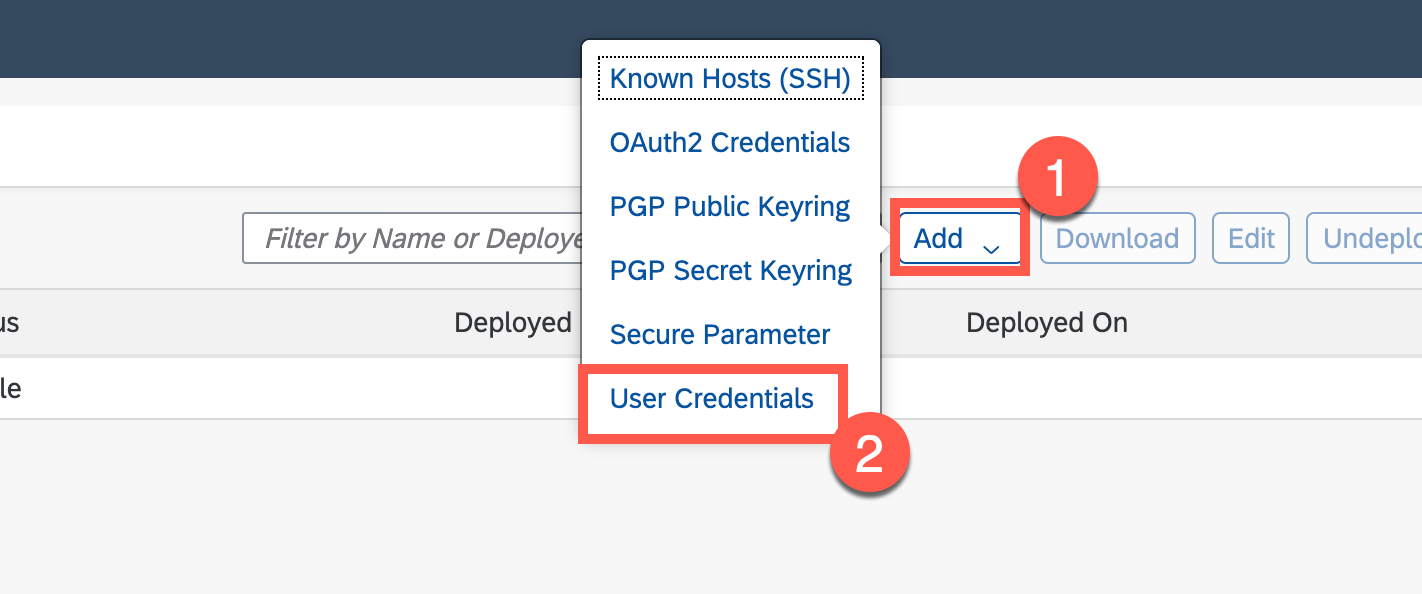 Known Hosts (SSH)
OAuth2 Credentials
PGP Public Keyring
PGP Secret Keyring
Secure Parameter
User Credentials
2
1
Filter by Name or Deploye
Add
Download
Edit
Undeplo
us
Deployed
Deployed On
le